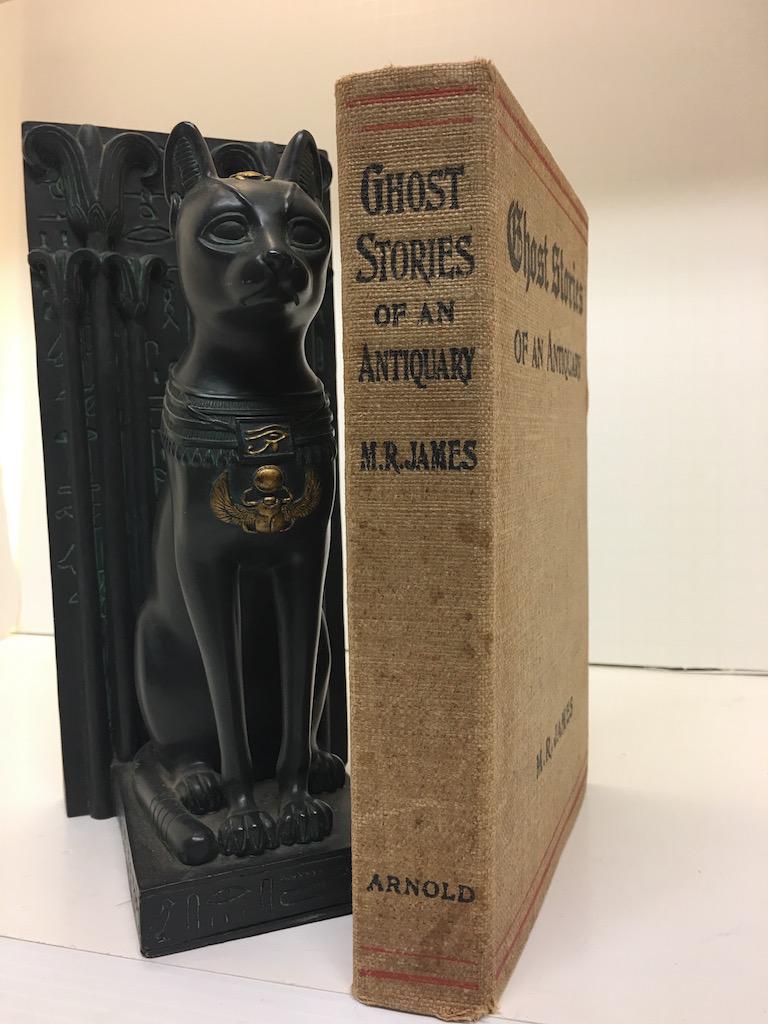 GHOST
STORIES
OF AN
ANTIQUARY
M.R.JAMES
ARNOLD
Ghost Stories
OF AN ANTIQUARY
M.R.JAMES